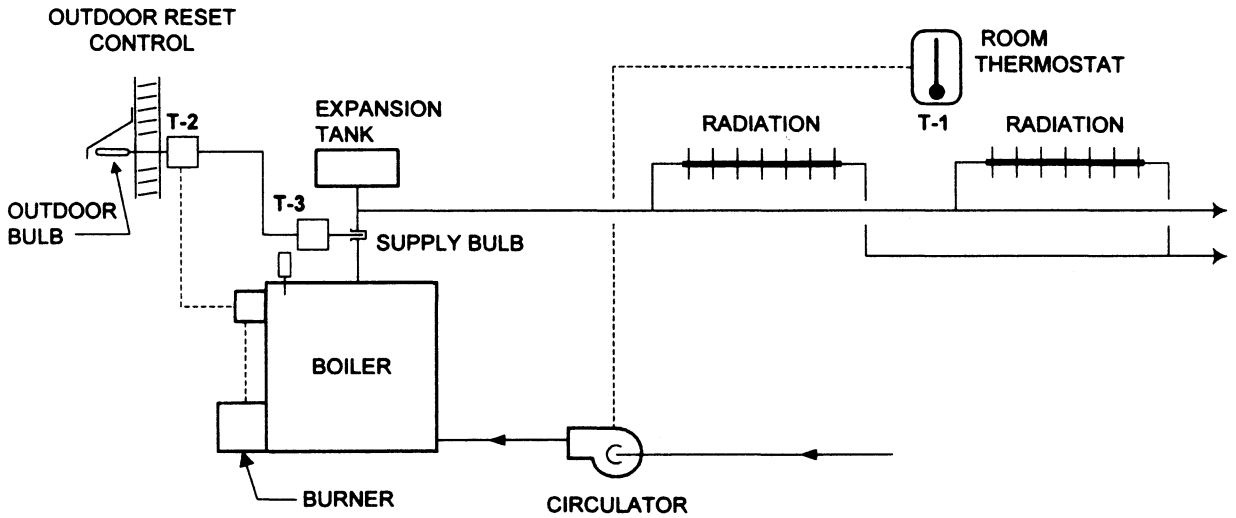 OUTDOOR RESET
CONTROL
ROOM
THERMOSTAT
T-1
EXPANSION
TANK
T-2
RADIATION
RADIATION
OUTDOOR
BULB
T-3
SUPPLY BULB
BOILER
BURNER
CIRCULATOR